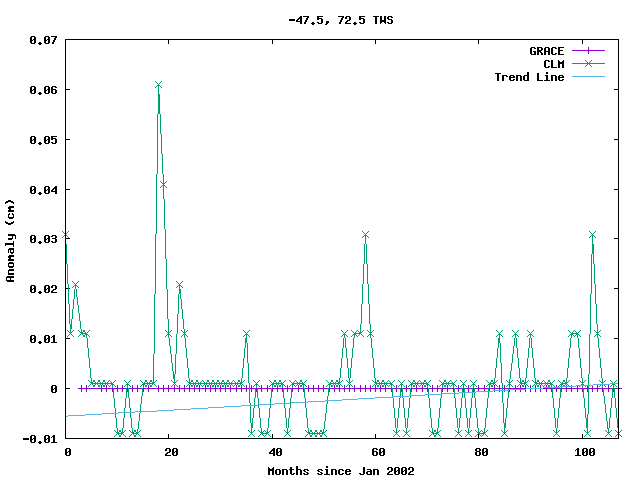 -47.5, 72.5 TWS
0.07
0.06
0.05
0.04
0.03
0.02
0.01
0
-0.01
Anomaly (cm)
GRACE
CLM
Trend Line
0 20 40 60 80 100
Months since Jan 2002